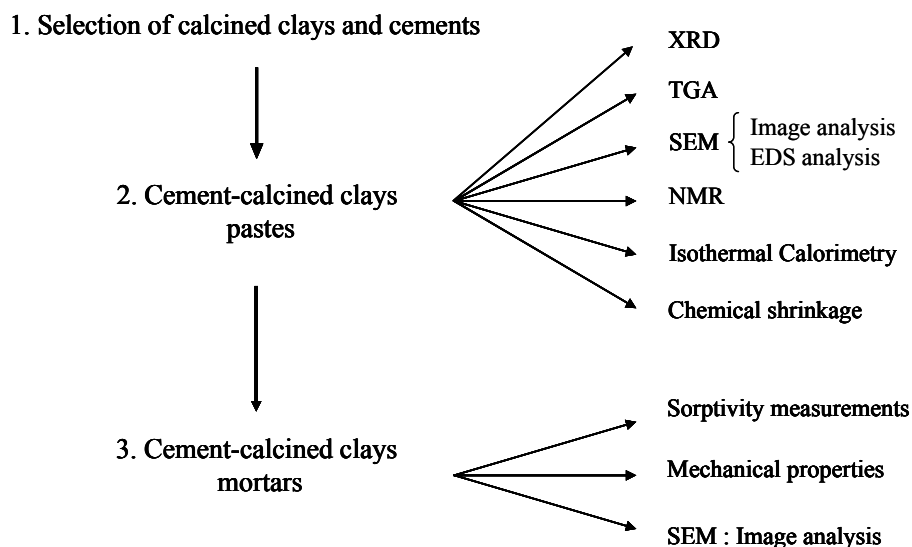 1. Selection of calcined clays and cements
XRD
TGA
SEM
Image analysis
EDS analysis
2. Cement-calcined clays
pastes
NMR
Isothermal Calorimetry
Chemical shrinkage
Sorptivity measurements
3. Cement-calcined clays
mortars
Mechanical properties
SEM : Image analysis